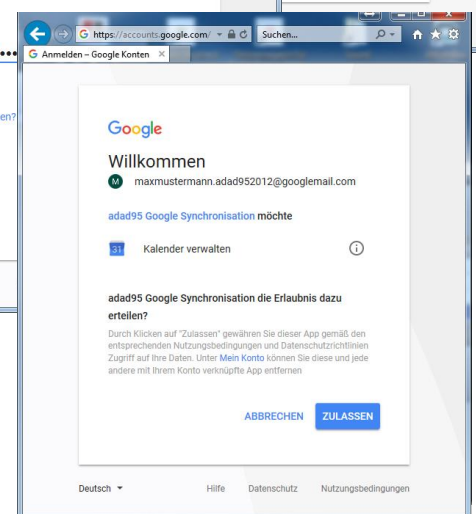 https://accounts.google.com/
Suchen...
Anmelden – Google Konten
en?
Google
Willkommen
M maxmustermann.adad952012@googlemail.com
adad95 Google Synchronisation möchte
31 Kalender verwalten
adad95 Google Synchronisation die Erlaubnis dazu
erteilen?
Durch Klicken auf "Zulassen" gewähren Sie dieser App gemäß den
entsprechenden Nutzungsbedingungen und Datenschutzrichtlinien
Zugriff auf Ihre Daten. Unter Mein Konto können Sie diese und jede
andere mit Ihrem Konto verknüpfte App entfernen
ABBRECHEN ZULASSEN
Deutsch Hilfe Datenschutz Nutzungsbedingungen